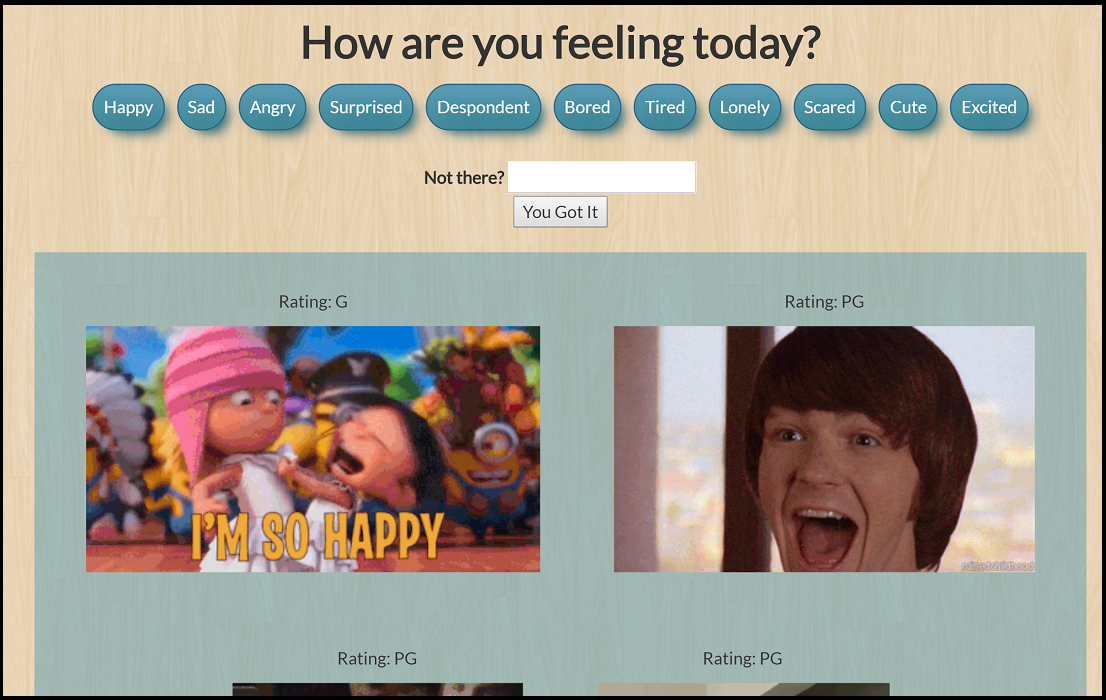 How are you feeling today?
Happy Sad Angry Surprised Despondent Bored Tired Lonely Scared Cute Excited
Not there?
You Got It
Rating: G Rating: PG
I'M SO HAPPY
ruinedchildhood
Rating: PG Rating: PG